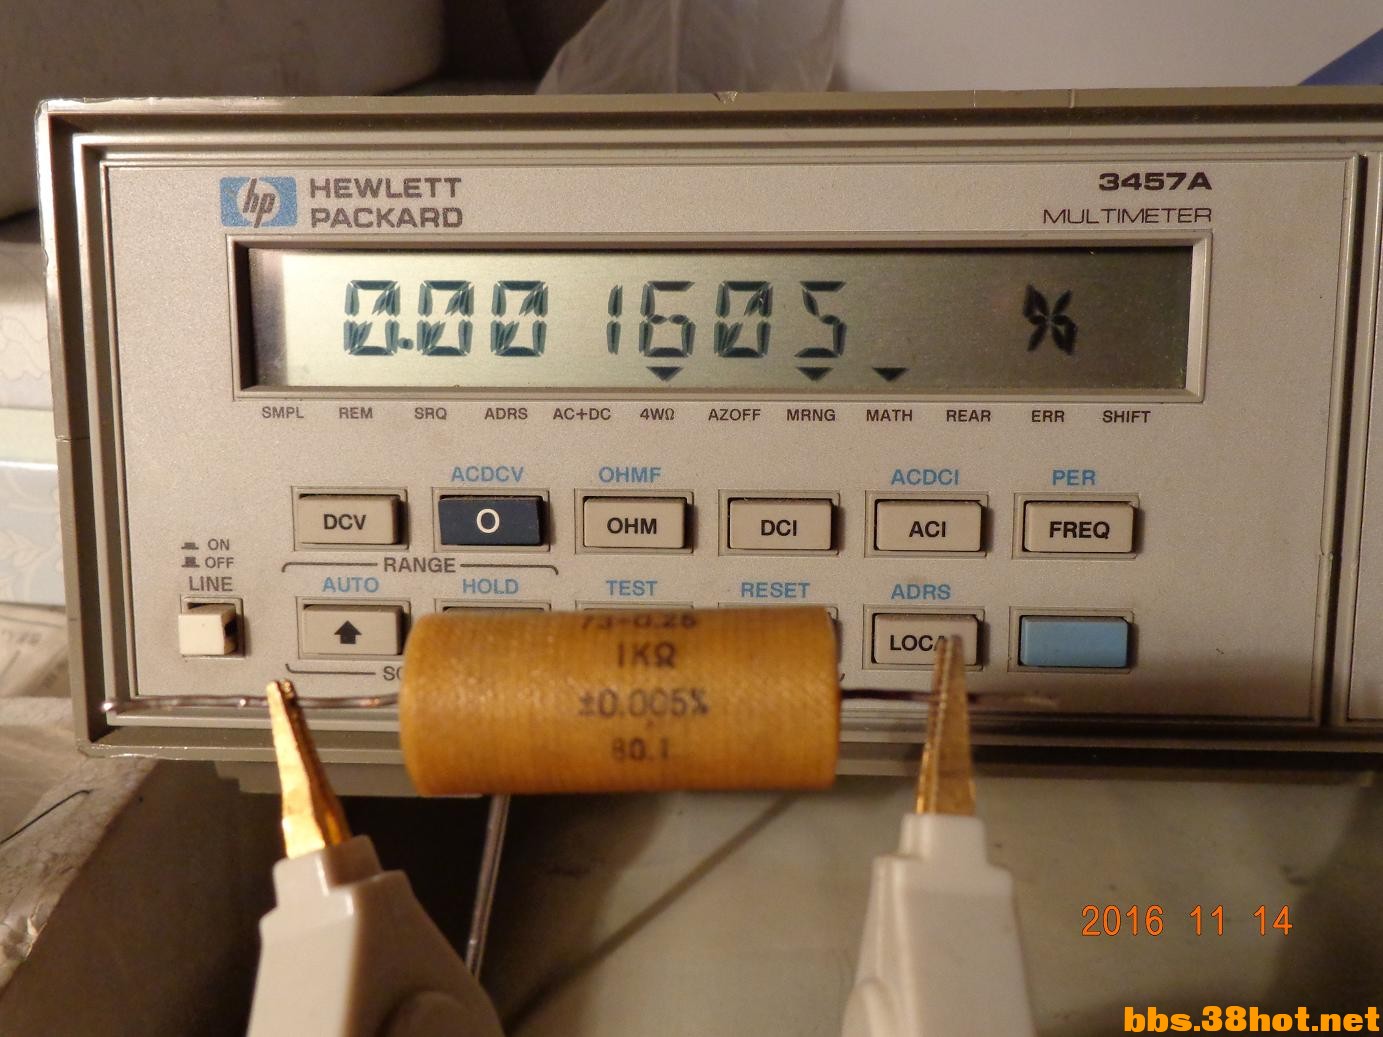 hp HEWLETT PACKARD
3457A
MULTIMETER
0.001605 %
SMPL REM SRQ ADRS AC+DC 4WΩ AZOFF MRNG MATH REAR ERR SHIFT
ACDCV OHMF ACDCI PER
DCV O OHM DCI ACI FREQ
ON
OFF
LINE
RANGE
AUTO HOLD TEST RESET ADRS
1KΩ
±0.005%
80.1
2016 11 14
bbs.38hot.net